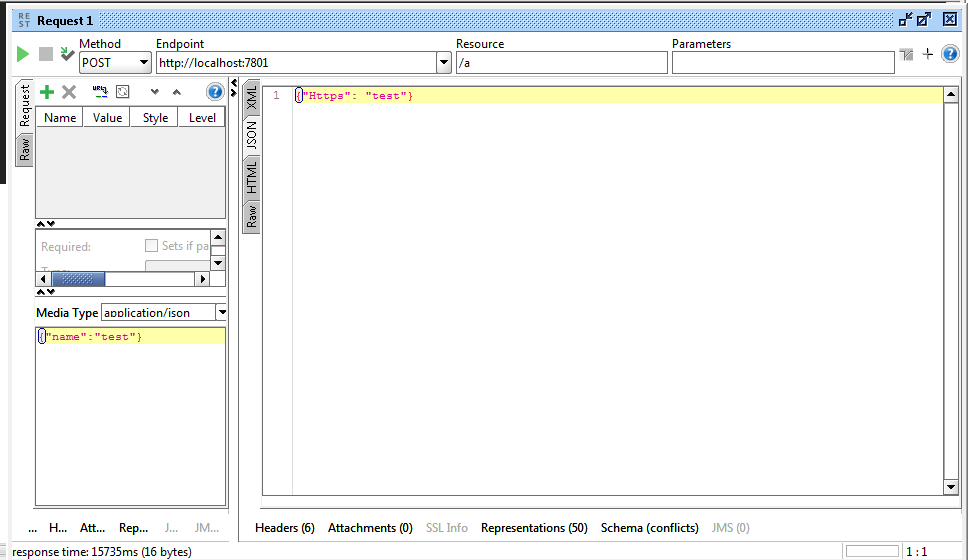 RE ST Request 1
Method Endpoint Resource Parameters
POST http://localhost:7801 /a
Request
Raw
Name Value Style Level
Required: Sets if pa
Media Type application/json
{"name":"test"}
XML
JSON
HTML
Raw
1 {"Https": "test"}
... H... Att... Rep... J... JM...
Headers (6) Attachments (0) SSL Info Representations (50) Schema (conflicts) JMS (0)
response time: 15735ms (16 bytes) 1 : 1